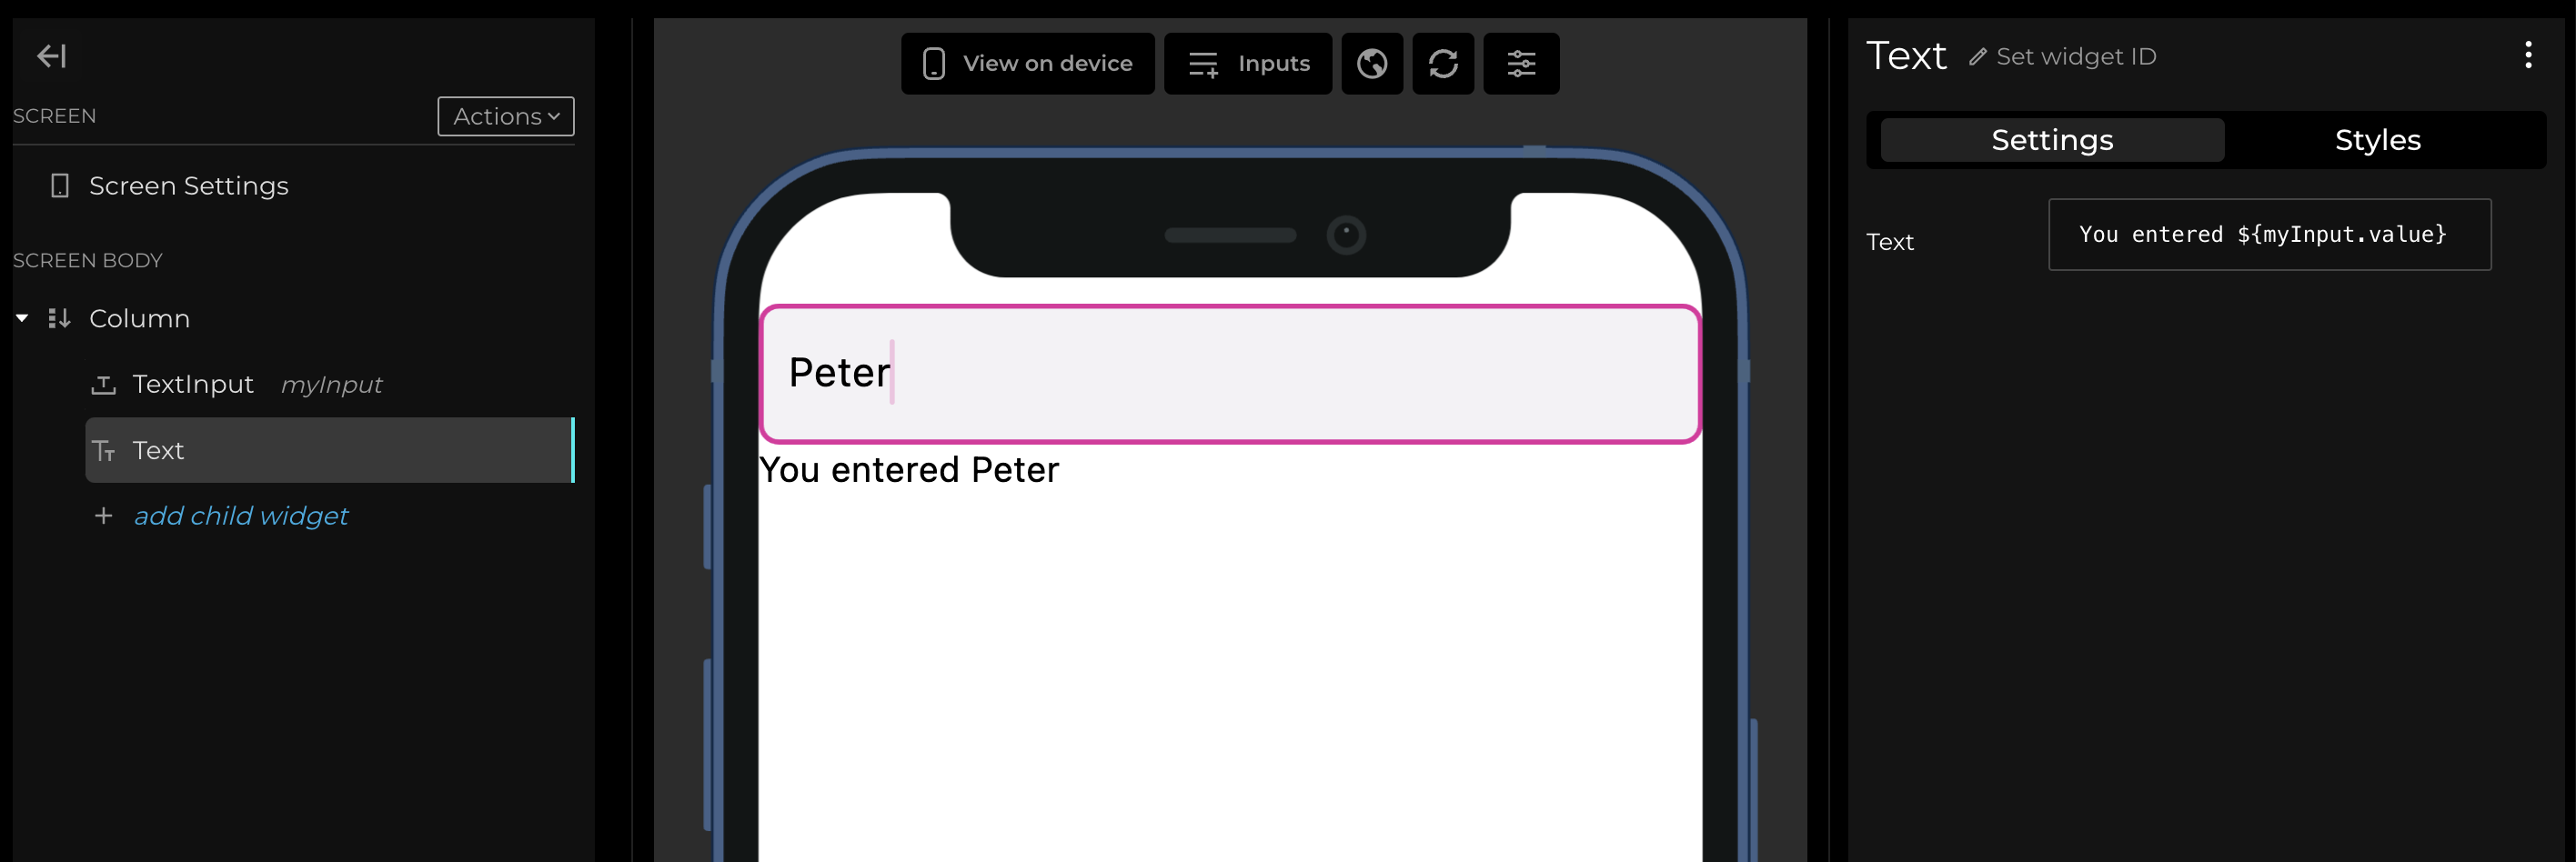 SCREEN
Actions
Screen Settings
SCREEN BODY
Column
TextInput myInput
Text
add child widget
View on device
Inputs
Peter
You entered Peter
Text Set widget ID
Settings Styles
Text You entered ${myInput.value}